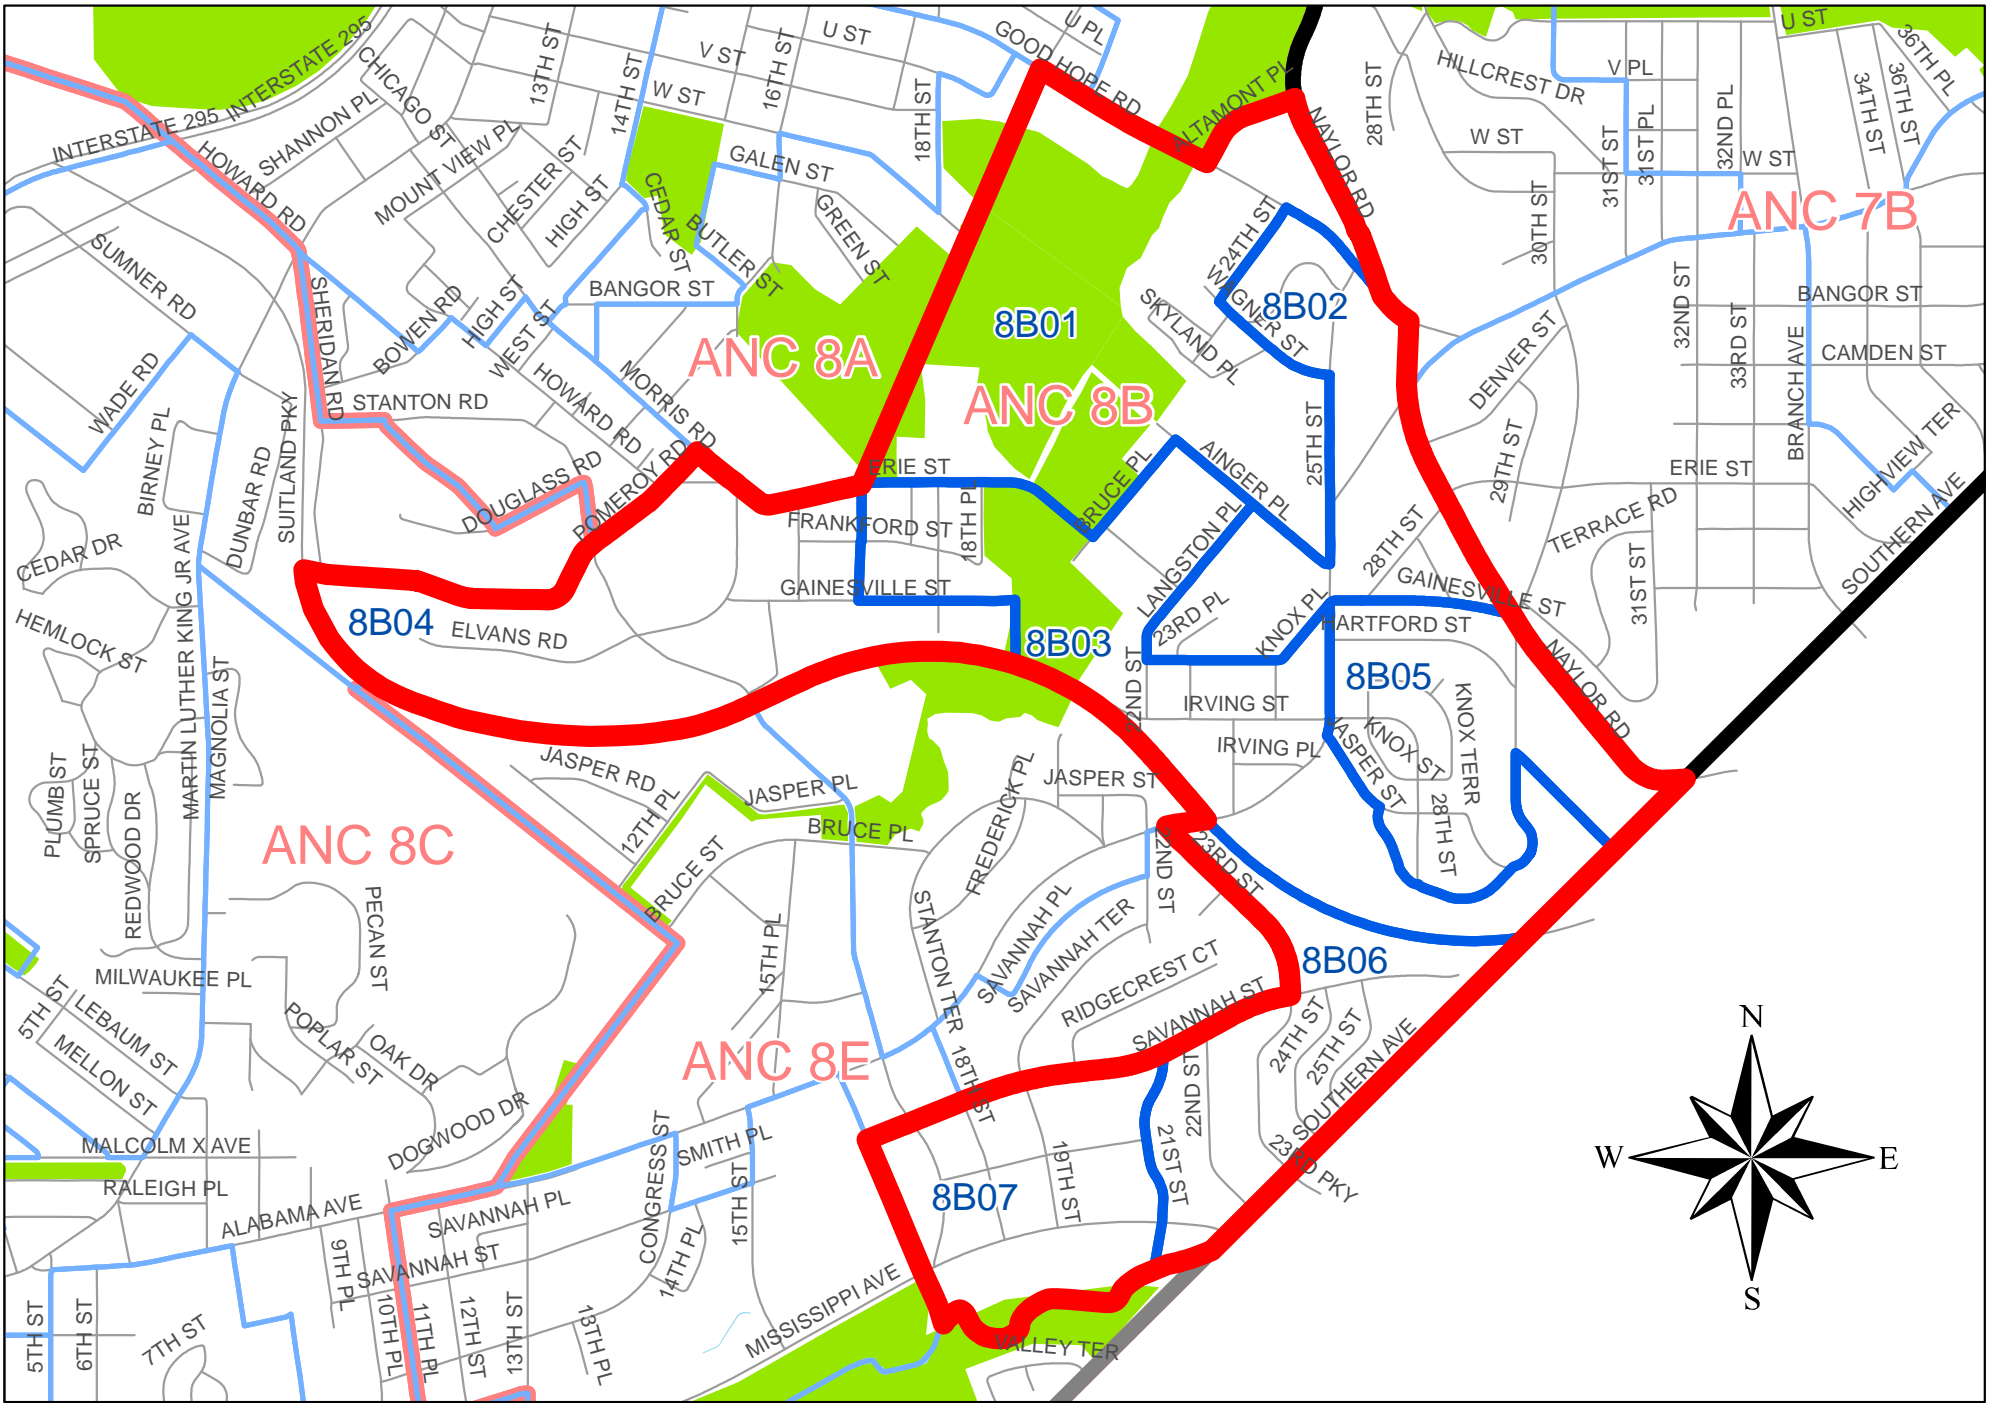 INTERSTATE 295
INTERSTATE 295
CHICAGO ST
SHANNON PL
13TH ST
14TH ST
V ST
W ST
16TH ST
U ST
18TH ST
GOOD HOPE RD
U PL
ALTAMONT PL
NAYLOR RD
28TH ST
HILLCREST DR
V PL
U ST
36TH PL
36TH ST
34TH ST
32ND PL
31ST PL
31ST ST
W ST
W ST
30TH ST
ANC 7B
HOWARD RD
MOUNT VIEW PL
CHESTER ST
HIGH ST
GALEN ST
CEDAR ST
BUTLER ST
GREEN ST
BANGOR ST
24TH ST
WAGNER ST
SKYLAND PL
8B01
8B02
SUMNER RD
WADE RD
SHERIDAN RD
BOWEN RD
HIGH ST
WEST ST
HOWARD RD
MORRIS RD
ANC 8A
ANC 8B
32ND ST
33RD ST
BANGOR ST
CAMDEN ST
BRANCH AVE
DENVER ST
29TH ST
HIGHVIEW TER
ERIE ST
SOUTHERN AVE
BIRNEY PL
DUNBAR RD
SUITLAND PKY
STANTON RD
DOUGLASS RD
POMEROY RD
ERIE ST
FRANKFORD ST
18TH PL
GAINESVILLE ST
BRUCE PL
AINGER PL
25TH ST
LANGSTON PL
23RD PL
KNOX PL
28TH ST
TERRACE RD
31ST ST
GAINESVILLE ST
HARTFORD ST
CEDAR DR
HEMLOCK ST
MARTIN LUTHER KING JR AVE
MAGNOLIA ST
8B04
ELVANS RD
8B03
22ND ST
IRVING ST
IRVING PL
8B05
KNOX ST
KNOX TERR
JASPER ST
28TH ST
NAYLOR RD
PLUMB ST
SPRUCE ST
REDWOOD DR
ANC 8C
JASPER RD
12TH PL
JASPER PL
BRUCE PL
BRUCE ST
FREDERICK PL
JASPER ST
22ND ST
23RD ST
PECAN ST
MILWAUKEE PL
5TH ST
LEBAUM ST
MELLON ST
POPLAR ST
OAK DR
15TH PL
STANTON TER
SAVANNAH PL
SAVANNAH TER
RIDGECREST CT
SAVANNAH ST
8B06
24TH ST
25TH ST
SOUTHERN AVE
23RD PKY
ANC 8E
18TH ST
22ND ST
21ST ST
19TH ST
8B07
MALCOLM X AVE
RALEIGH PL
DOGWOOD DR
ALABAMA AVE
SAVANNAH PL
SAVANNAH ST
CONGRESS ST
SMITH PL
15TH ST
14TH PL
9TH PL
10TH PL
11TH PL
12TH ST
13TH ST
13TH PL
5TH ST
6TH ST
7TH ST
MISSISSIPPI AVE
VALLEY TER
N
W
E
S